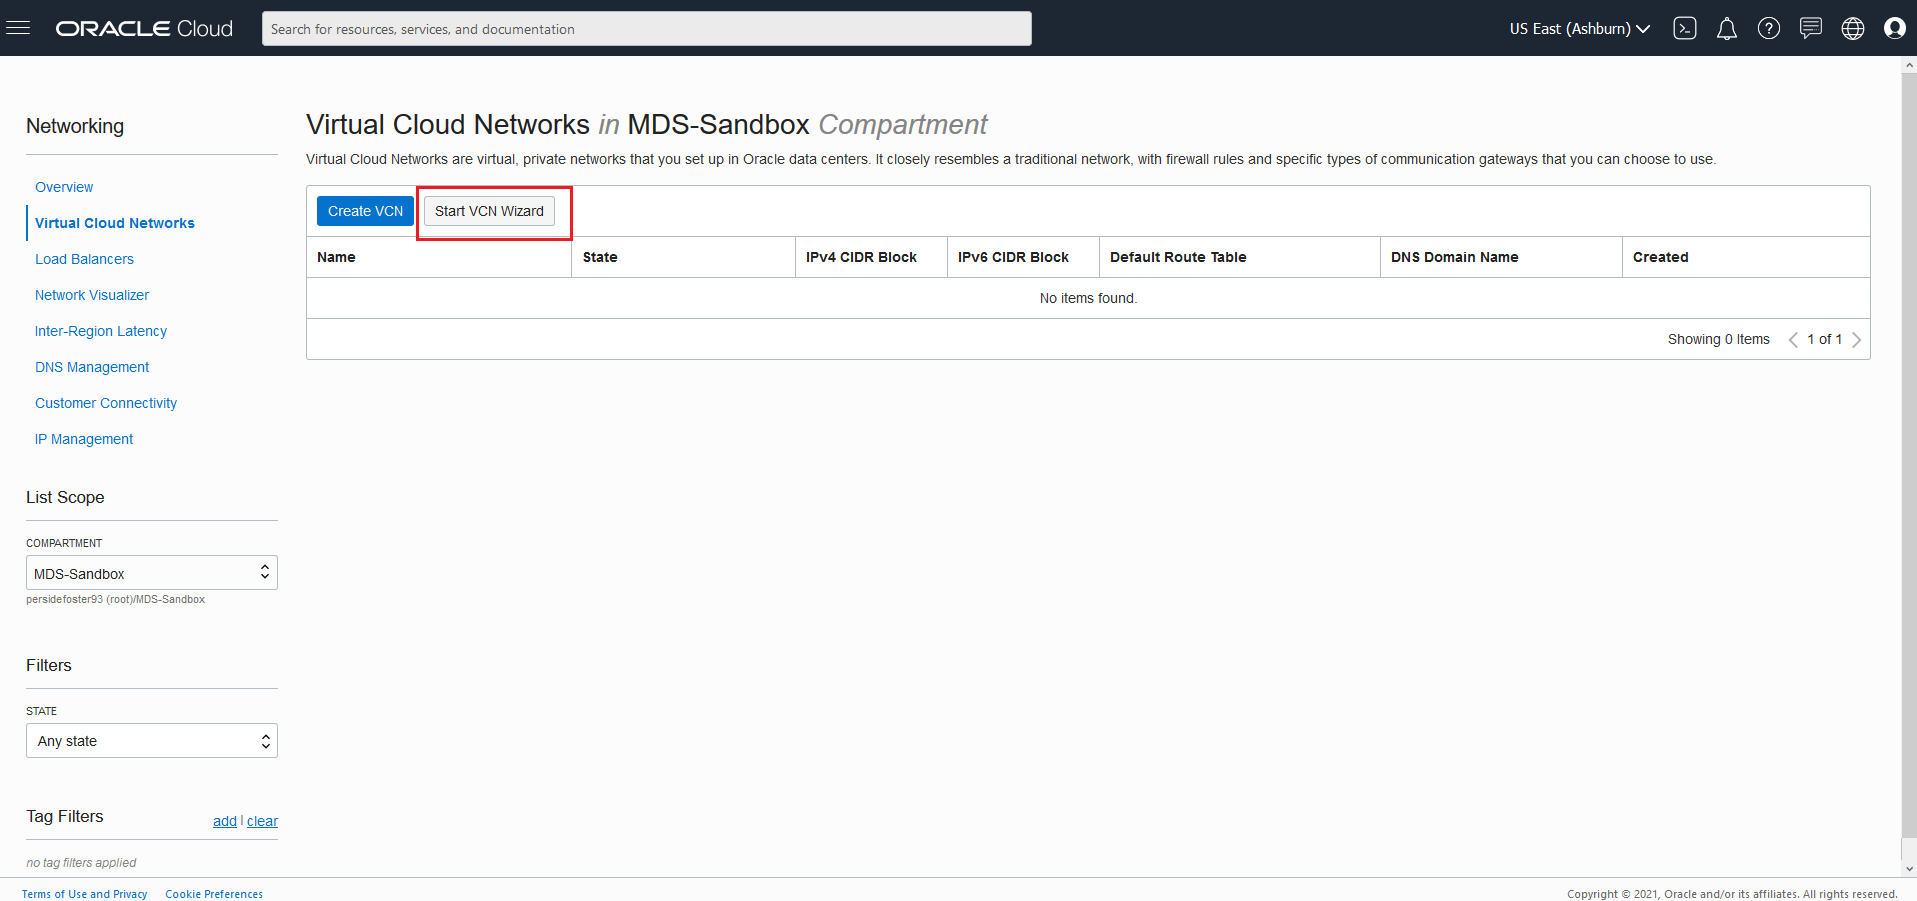 ORACLE Cloud
Search for resources, services, and documentation
US East (Ashburn)
Networking
Overview
Virtual Cloud Networks
Load Balancers
Network Visualizer
Inter-Region Latency
DNS Management
Customer Connectivity
IP Management
List Scope
COMPARTMENT
MDS-Sandbox
persidefoster93 (root)/MDS-Sandbox
Filters
STATE
Any state
Tag Filters
add | clear
no tag filters applied
Virtual Cloud Networks in MDS-Sandbox Compartment
Virtual Cloud Networks are virtual, private networks that you set up in Oracle data centers. It closely resembles a traditional network, with firewall rules and specific types of communication gateways that you can choose to use.
Create VCN Start VCN Wizard
Name State IPv4 CIDR Block IPv6 CIDR Block Default Route Table DNS Domain Name Created
No items found.
Showing 0 Items < 1 of 1 >
Terms of Use and Privacy Cookie Preferences
Copyright © 2021, Oracle and/or its affiliates. All rights reserved.